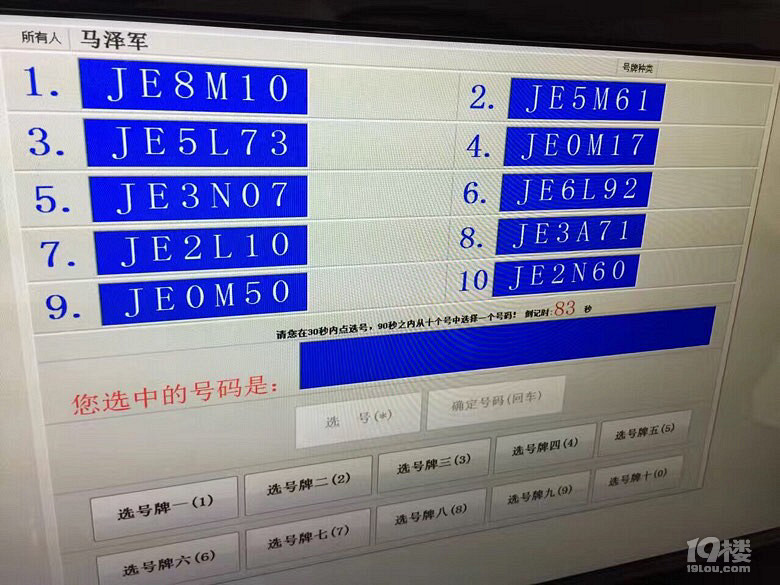 所有人 马泽军
号牌种类
1. JE8M10 2. JE5M61
3. JE5L73 4. JE0M17
5. JE3N07 6. JE6L92
7. JE2L10 8. JE3A71
9. JE0M50 10 JE2N60
请您在30秒内点选号，90秒之内从十个号中选择一个号码！ 倒记时:83 秒
您选中的号码是：
选 号(*) 确定号码(回车)
选号牌一(1) 选号牌二(2) 选号牌三(3) 选号牌四(4) 选号牌五(5)
选号牌六(6) 选号牌七(7) 选号牌八(8) 选号牌九(9) 选号牌十(0)
19楼
19lou.com